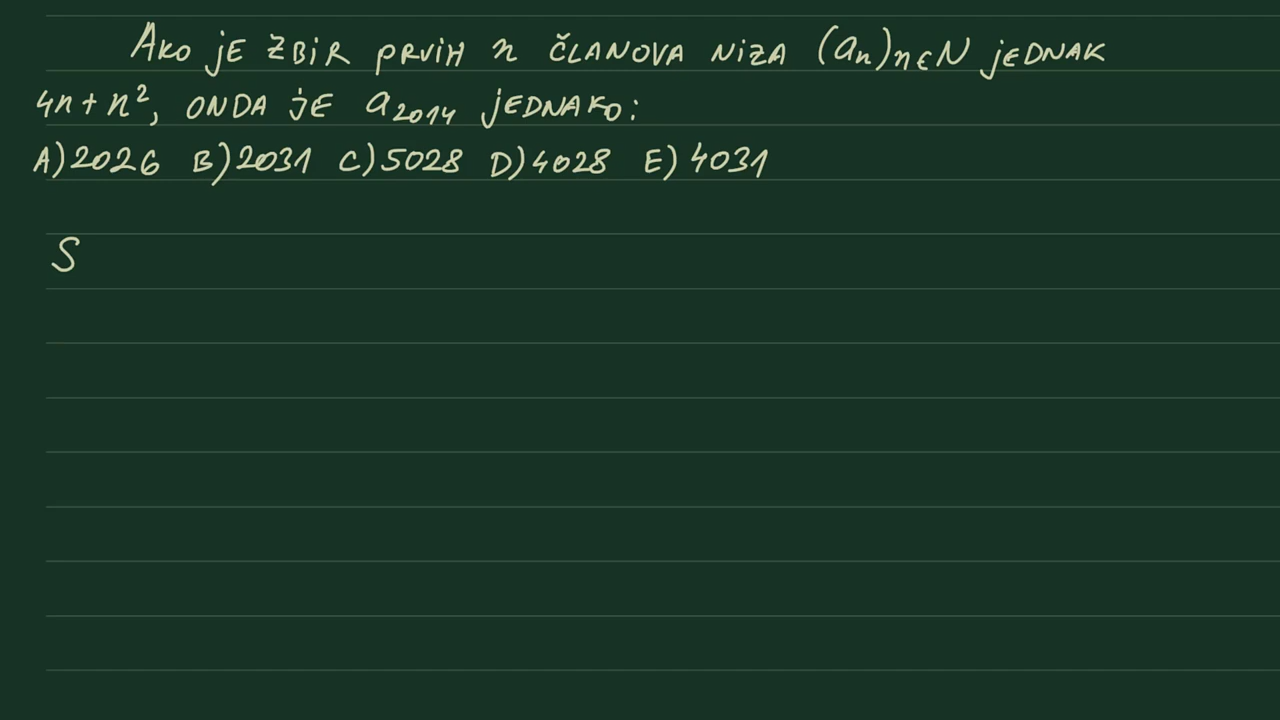 Ako je zbir prvih n članova niza (aₙ)n∈N jednak
4n + n², onda je a₂₀₁₄ jednako:
A) 2026 B) 2031 C) 5028 D) 4028 E) 4031
S